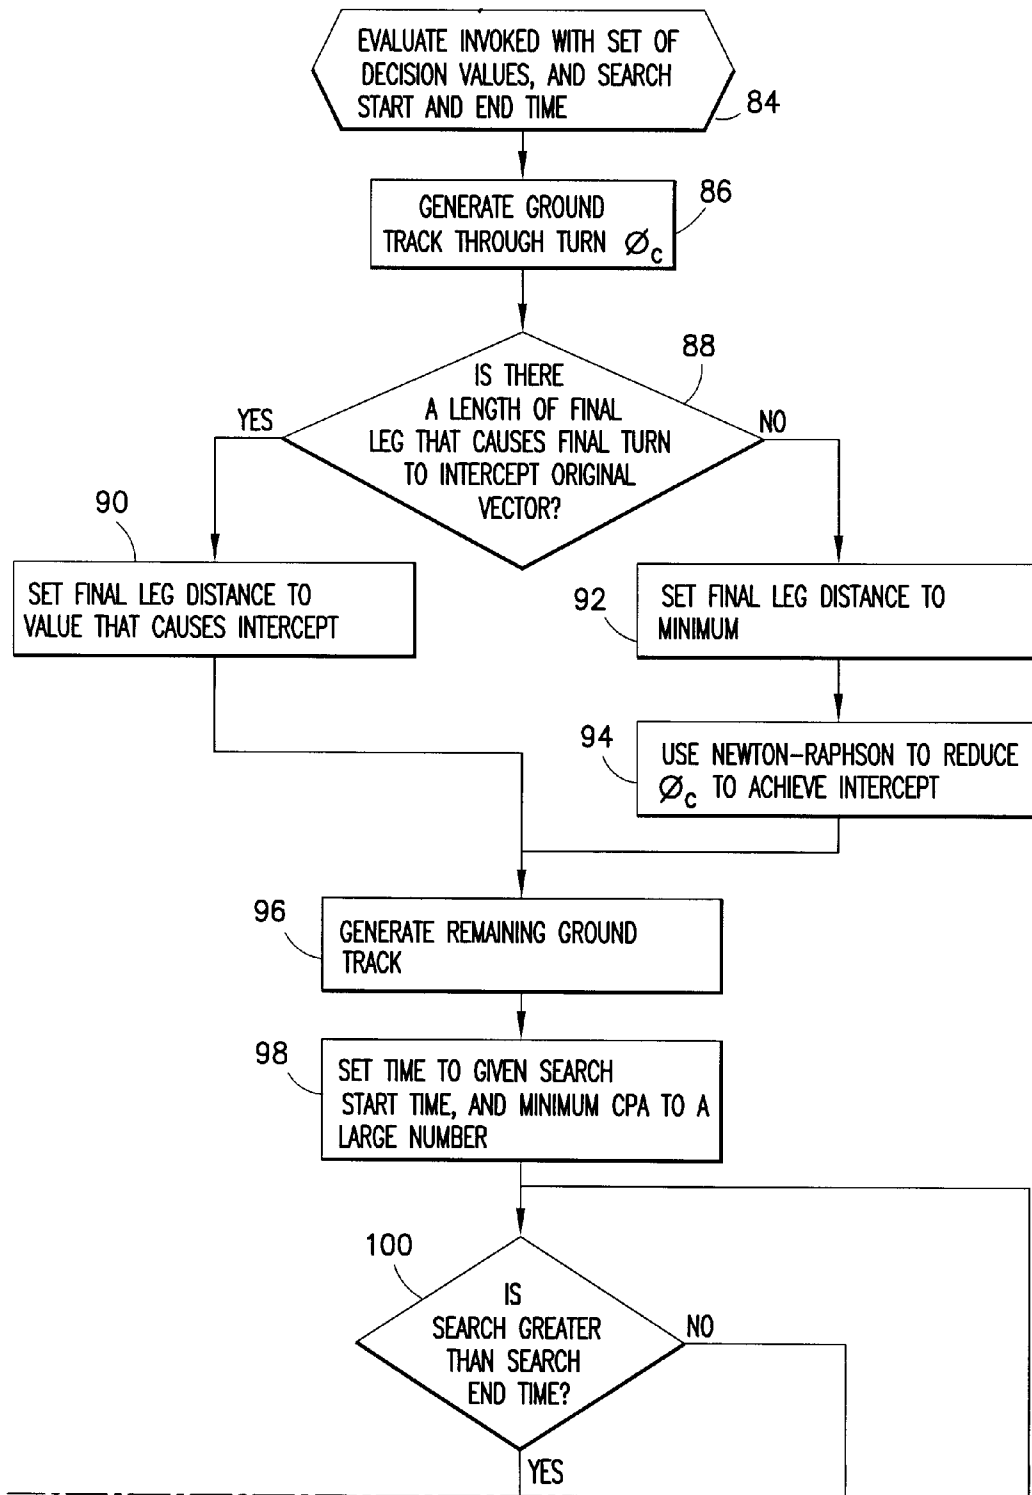 EVALUATE INVOKED WITH SET OF
DECISION VALUES, AND SEARCH
START AND END TIME
84
GENERATE GROUND
TRACK THROUGH TURN Øc
86
88
IS THERE
A LENGTH OF FINAL
LEG THAT CAUSES FINAL TURN
TO INTERCEPT ORIGINAL
VECTOR?
YES
NO
90
SET FINAL LEG DISTANCE TO
VALUE THAT CAUSES INTERCEPT
92
SET FINAL LEG DISTANCE TO
MINIMUM
94
USE NEWTON-RAPHSON TO REDUCE
Øc TO ACHIEVE INTERCEPT
96
GENERATE REMAINING GROUND
TRACK
98
SET TIME TO GIVEN SEARCH
START TIME, AND MINIMUM CPA TO A
LARGE NUMBER
100
IS
SEARCH GREATER
THAN SEARCH
END TIME?
NO
YES